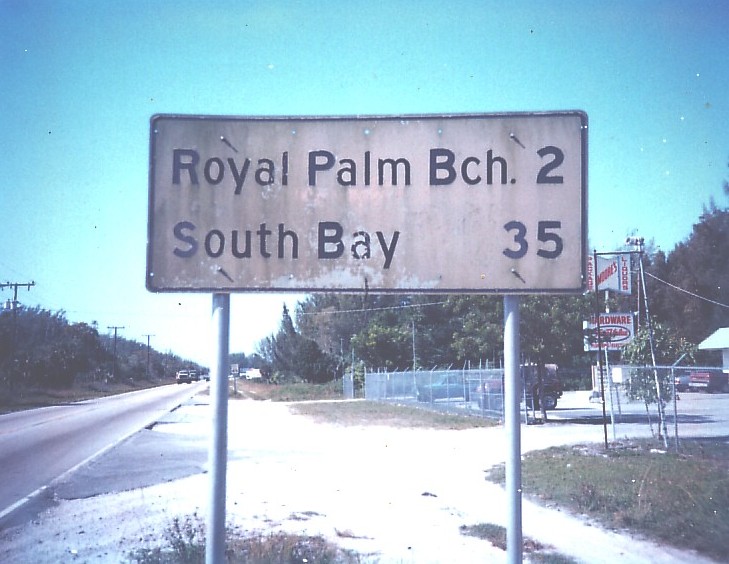 Royal Palm Bch. 2
South Bay 35
LIQUORS
HARDWARE